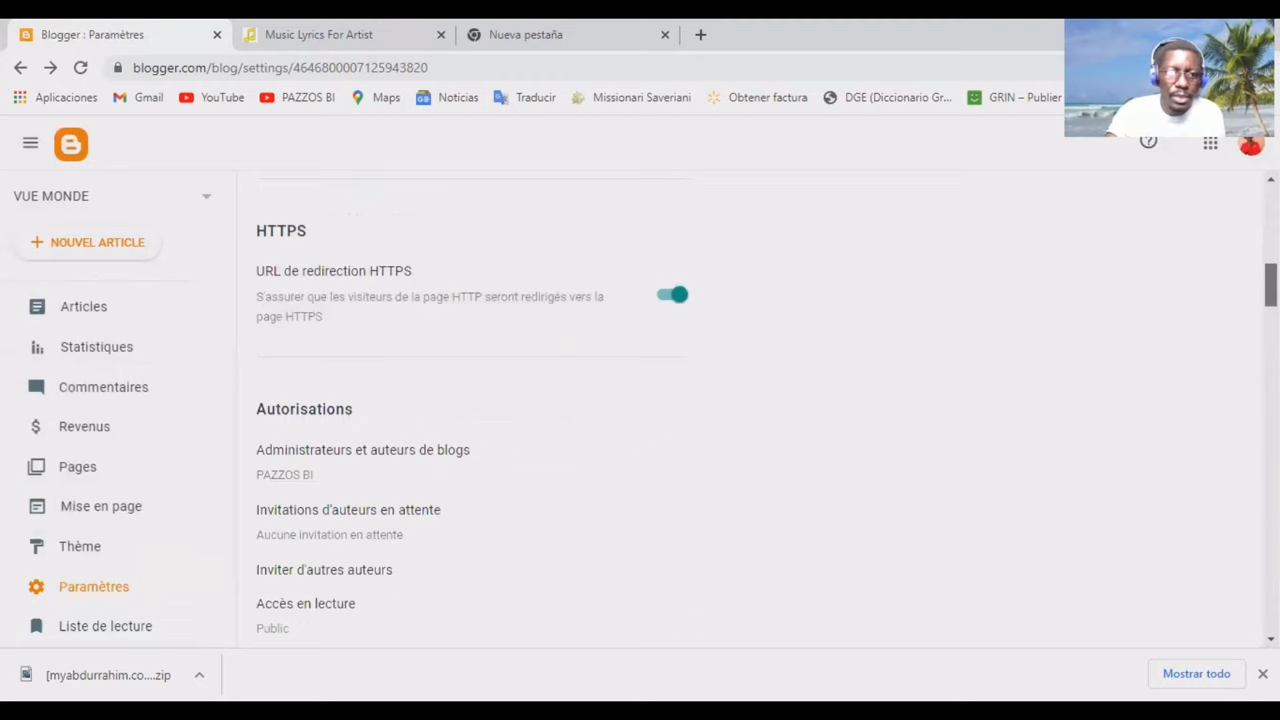 Blogger : Paramètres
Music Lyrics For Artist
Nueva pestaña
blogger.com/blog/settings/4646800007125943820
Aplicaciones
Gmail
YouTube
PAZZOS BI
Maps
Noticias
Traducir
Missionari Saveriani
Obtener factura
DGE (Diccionario Gr...
GRIN – Publier
VUE MONDE
+ NOUVEL ARTICLE
Articles
Statistiques
Commentaires
Revenus
Pages
Mise en page
Thème
Paramètres
Liste de lecture
HTTPS
URL de redirection HTTPS
S'assurer que les visiteurs de la page HTTP seront redirigés vers la
page HTTPS
Autorisations
Administrateurs et auteurs de blogs
PAZZOS BI
Invitations d'auteurs en attente
Aucune invitation en attente
Inviter d'autres auteurs
Accès en lecture
Public
[myabdurrahim.co....zip
Mostrar todo